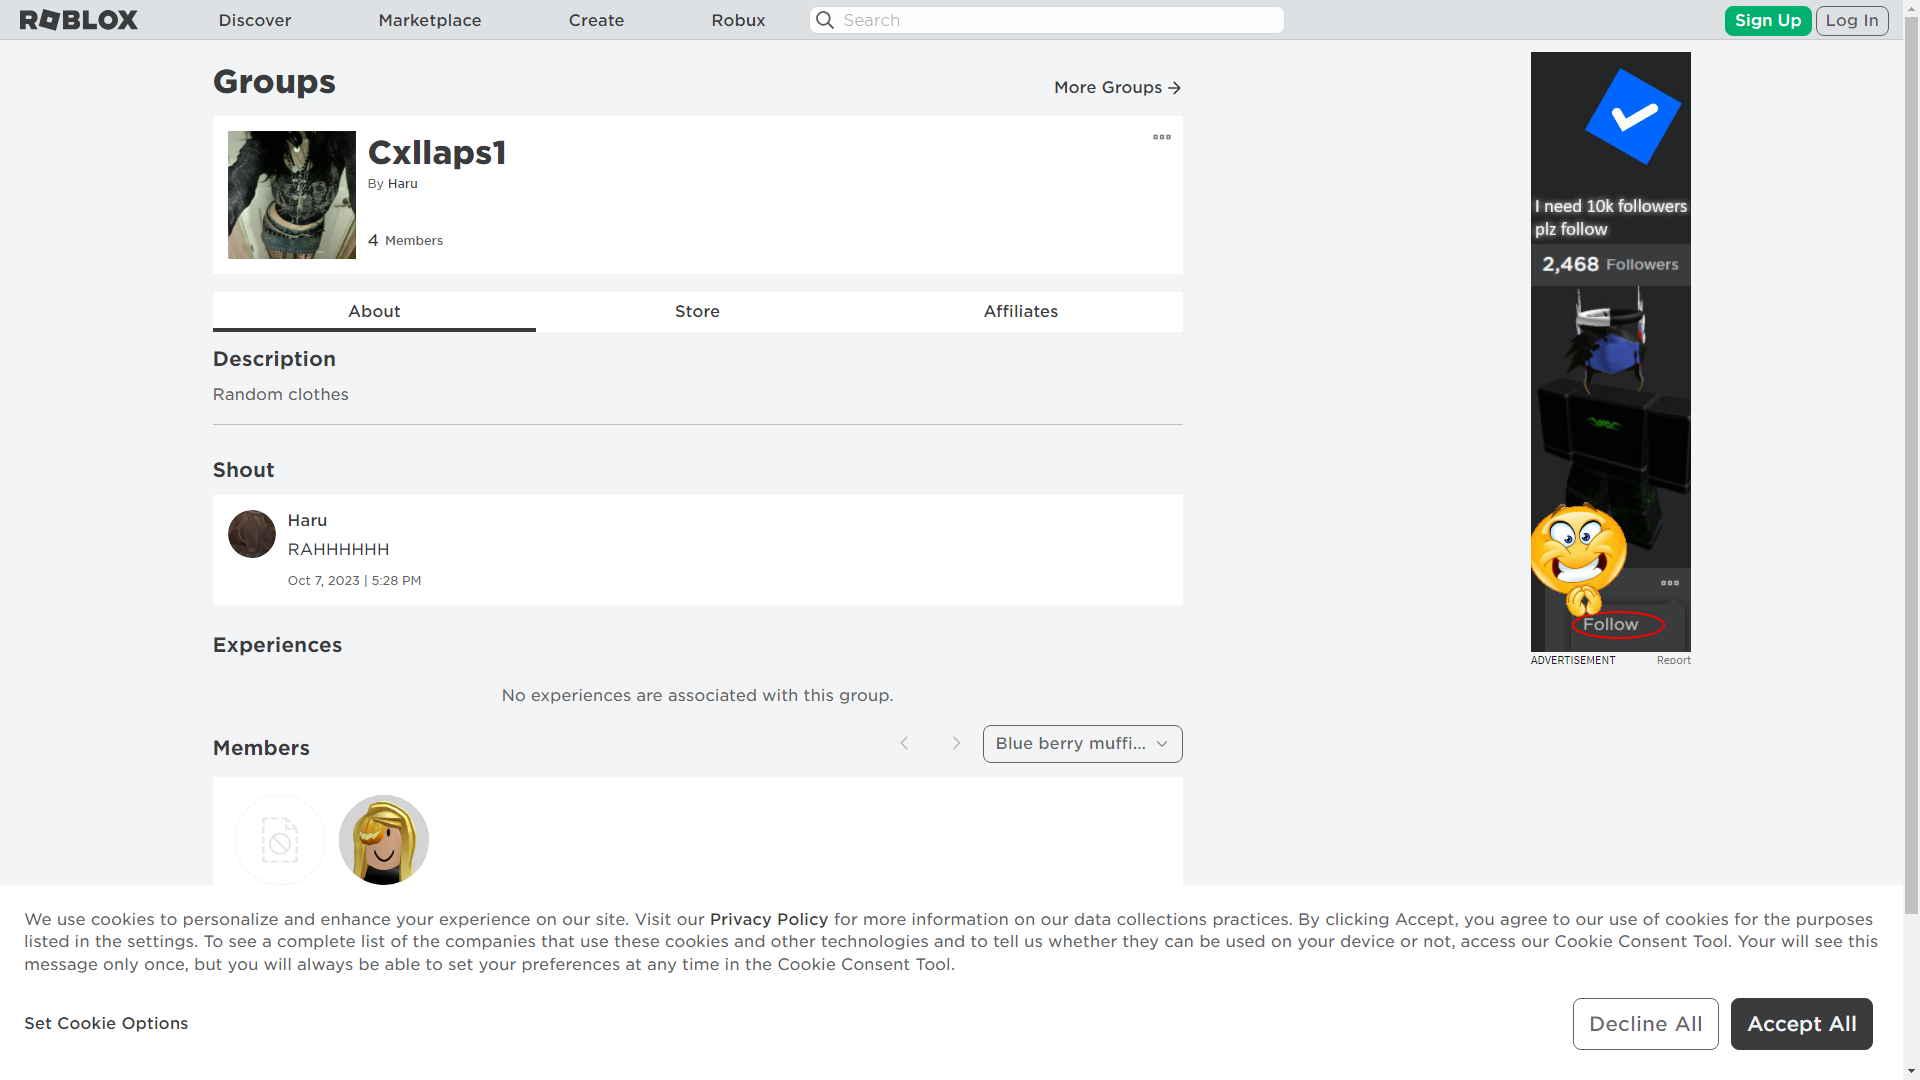 ROBLOX
Discover
Marketplace
Create
Robux
Search
Sign Up
Log In
Groups
More Groups
Cxllaps1
By Haru
4 Members
About
Store
Affiliates
Description
Random clothes
Shout
Haru
RAHHHHHH
Oct 7, 2023 | 5:28 PM
Experiences
No experiences are associated with this group.
Members
Blue berry muffi...
I need 10k followers
plz follow
2,468 Followers
Follow
ADVERTISEMENT
Report
We use cookies to personalize and enhance your experience on our site. Visit our Privacy Policy for more information on our data collections practices. By clicking Accept, you agree to our use of cookies for the purposes
listed in the settings. To see a complete list of the companies that use these cookies and other technologies and to tell us whether they can be used on your device or not, access our Cookie Consent Tool. Your will see this
message only once, but you will always be able to set your preferences at any time in the Cookie Consent Tool.
Set Cookie Options
Decline All
Accept All